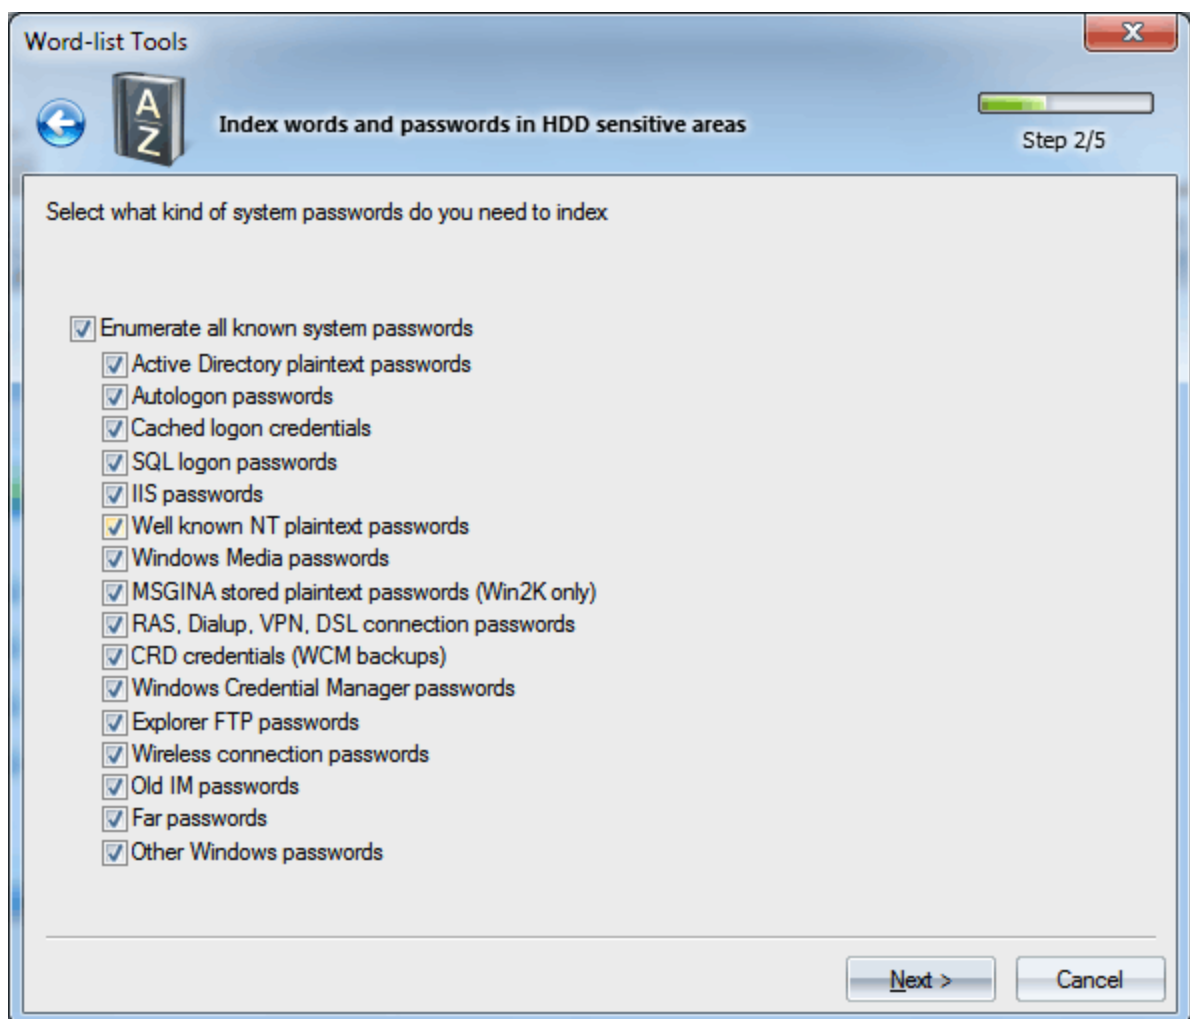 Word-list Tools
A
Z
Index words and passwords in HDD sensitive areas
Step 2/5
Select what kind of system passwords do you need to index
Enumerate all known system passwords
Active Directory plaintext passwords
Autologon passwords
Cached logon credentials
SQL logon passwords
IIS passwords
Well known NT plaintext passwords
Windows Media passwords
MSGINA stored plaintext passwords (Win2K only)
RAS, Dialup, VPN, DSL connection passwords
CRD credentials (WCM backups)
Windows Credential Manager passwords
Explorer FTP passwords
Wireless connection passwords
Old IM passwords
Far passwords
Other Windows passwords
Next >
Cancel